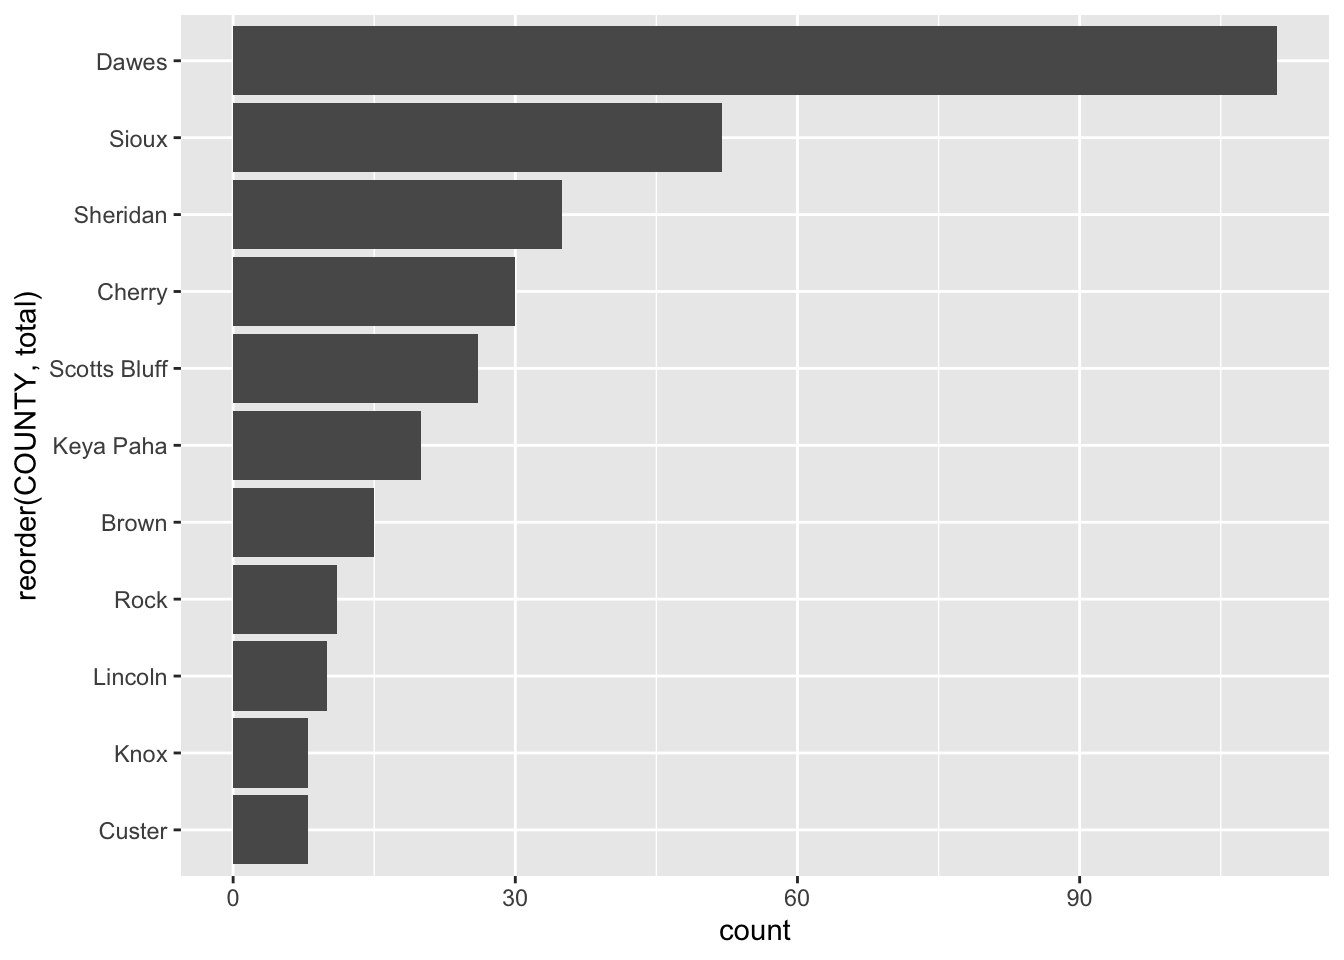 reorder(COUNTY, total)
Dawes
Sioux
Sheridan
Cherry
Scotts Bluff
Keya Paha
Brown
Rock
Lincoln
Knox
Custer
0 30 60 90
count